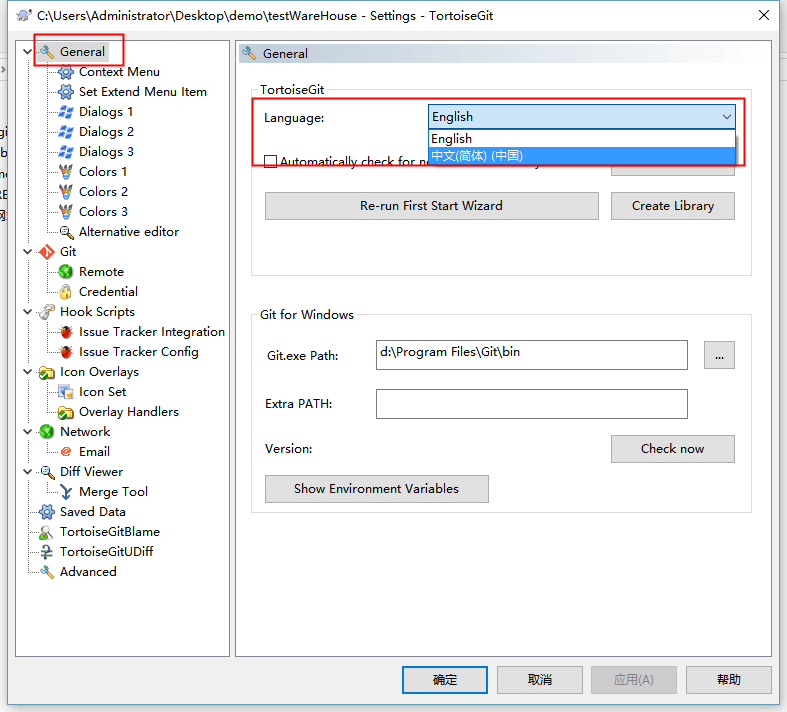 C:\Users\Administrator\Desktop\demo\testWareHouse - Settings - TortoiseGit
General
Context Menu
Set Extend Menu Item
Dialogs 1
Dialogs 2
Dialogs 3
Colors 1
Colors 2
Colors 3
Alternative editor
Git
Remote
Credential
Hook Scripts
Issue Tracker Integration
Issue Tracker Config
Icon Overlays
Icon Set
Overlay Handlers
Network
Email
Diff Viewer
Merge Tool
Saved Data
TortoiseGitBlame
TortoiseGitUDiff
Advanced
General
TortoiseGit
Language:
English
English
中文(简体) (中国)
Automatically check for
Re-run First Start Wizard
Create Library
Git for Windows
Git.exe Path:
d:\Program Files\Git\bin
...
Extra PATH:
Version:
Check now
Show Environment Variables
确定
取消
应用(A)
帮助